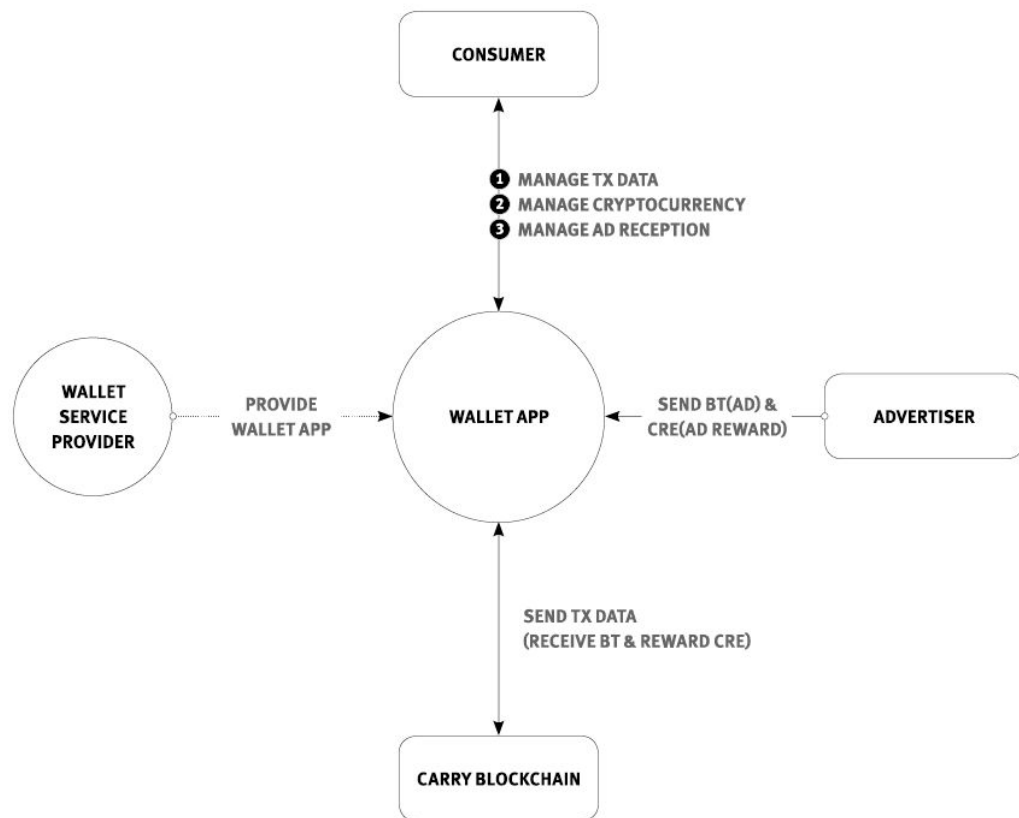 CONSUMER
1 MANAGE TX DATA
2 MANAGE CRYPTOCURRENCY
3 MANAGE AD RECEPTION
WALLET
SERVICE
PROVIDER
PROVIDE
WALLET APP
WALLET APP
SEND BT(AD) &
CRE(AD REWARD)
ADVERTISER
SEND TX DATA
(RECEIVE BT & REWARD CRE)
CARRY BLOCKCHAIN